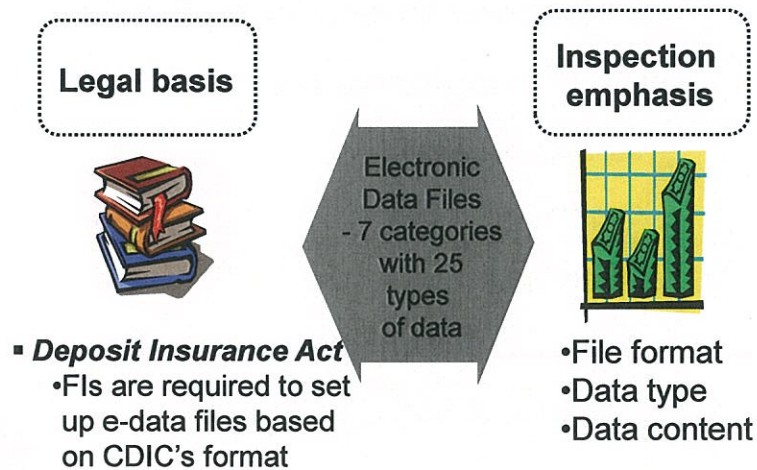 Legal basis
Inspection
emphasis
Electronic
Data Files
- 7 categories
with 25
types
of data
▪ Deposit Insurance Act
•FIs are required to set
up e-data files based
on CDIC's format
•File format
•Data type
•Data content